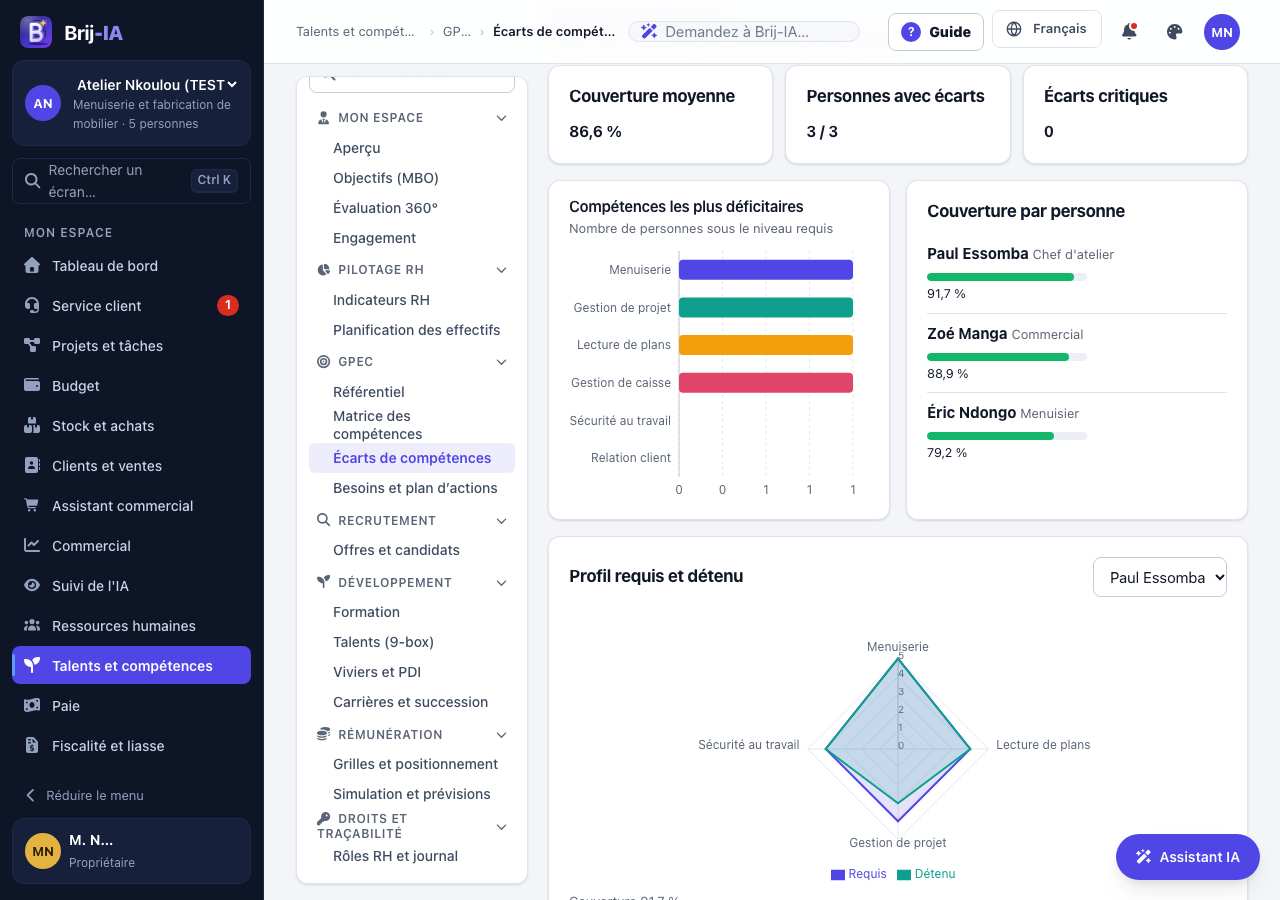 Brij-IA
AN
Atelier Nkoulou (TEST
Menuiserie et fabrication de
mobilier · 5 personnes
Rechercher un
écran...
Ctrl K
MON ESPACE
Tableau de bord
Service client
1
Projets et tâches
Budget
Stock et achats
Clients et ventes
Assistant commercial
Commercial
Suivi de l'IA
Ressources humaines
Talents et compétences
Paie
Fiscalité et liasse
Réduire le menu
MN
M. N...
Propriétaire
Talents et compét... › GP... › Écarts de compét...
Demandez à Brij-IA...
? Guide
Français
MN
MON ESPACE
Aperçu
Objectifs (MBO)
Évaluation 360°
Engagement
PILOTAGE RH
Indicateurs RH
Planification des effectifs
GPEC
Référentiel
Matrice des
compétences
Écarts de compétences
Besoins et plan d'actions
RECRUTEMENT
Offres et candidats
DÉVELOPPEMENT
Formation
Talents (9-box)
Viviers et PDI
Carrières et succession
RÉMUNÉRATION
Grilles et positionnement
Simulation et prévisions
DROITS ET
TRAÇABILITÉ
Rôles RH et journal
Couverture moyenne
86,6 %
Personnes avec écarts
3 / 3
Écarts critiques
0
Compétences les plus déficitaires
Nombre de personnes sous le niveau requis
Menuiserie
Gestion de projet
Lecture de plans
Gestion de caisse
Sécurité au travail
Relation client
0 0 1 1 1
Couverture par personne
Paul Essomba Chef d'atelier
91,7 %
Zoé Manga Commercial
88,9 %
Éric Ndongo Menuisier
79,2 %
Profil requis et détenu
Paul Essomba
Menuiserie
5
4
3
2
1
0
Sécurité au travail
Lecture de plans
Gestion de projet
Requis Détenu
Couverture 91,7 %
Assistant IA